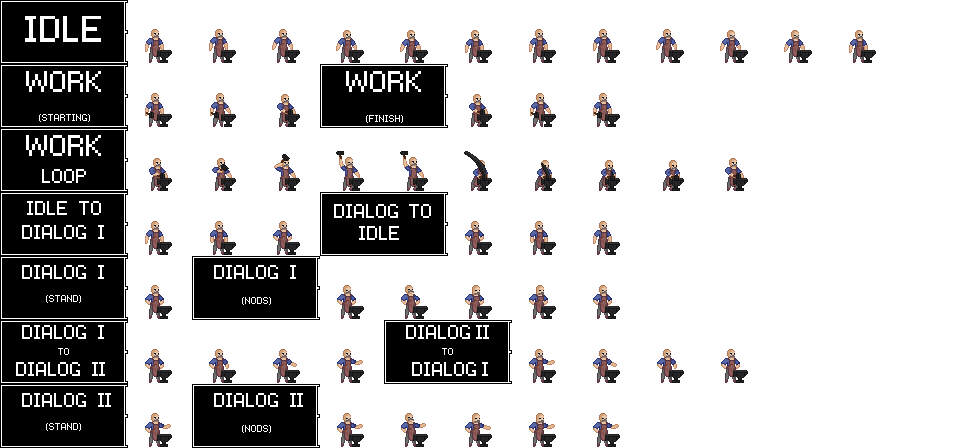 IDLE
WORK
(STARTING)
WORK
(FINISH)
WORK
LOOP
IDLE TO
DIALOG I
DIALOG TO
IDLE
DIALOG I
(STAND)
DIALOG I
(NODS)
DIALOG I
TO
DIALOG II
DIALOG II
TO
DIALOG I
DIALOG II
(STAND)
DIALOG II
(NODS)